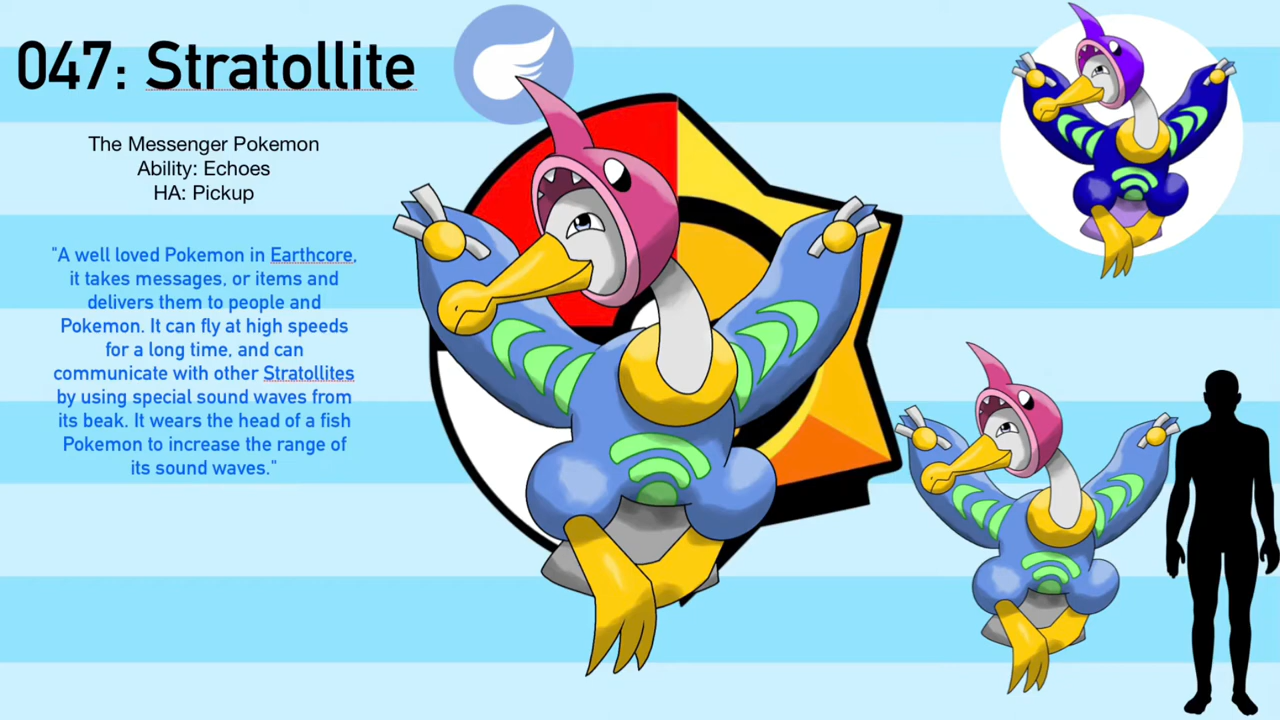 047: Stratollite
The Messenger Pokemon
Ability: Echoes
HA: Pickup
"A well loved Pokemon in Earthcore,
it takes messages, or items and
delivers them to people and
Pokemon. It can fly at high speeds
for a long time, and can
communicate with other Stratollites
by using special sound waves from
its beak. It wears the head of a fish
Pokemon to increase the range of
its sound waves."